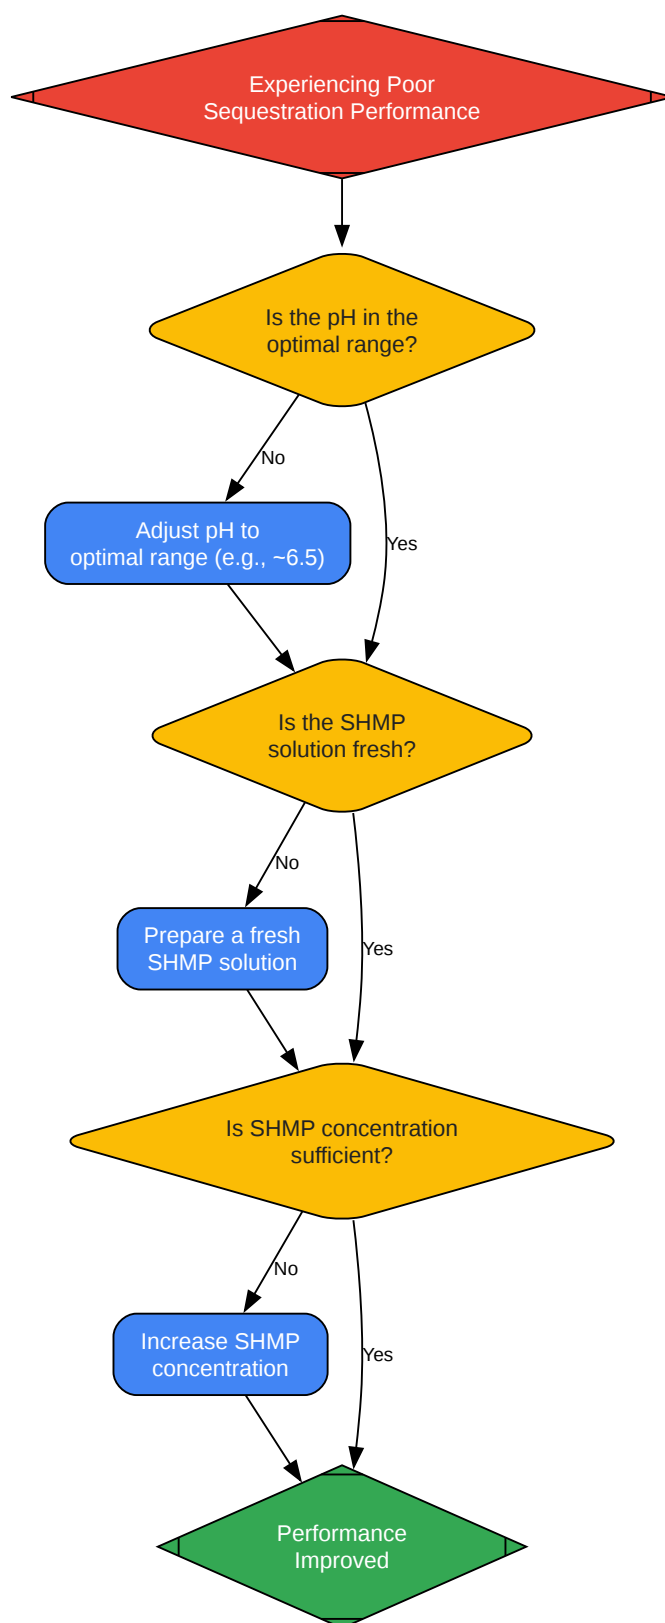 Experiencing Poor
Sequestration Performance
Is the pH in the
optimal range?
No
Adjust pH to
optimal range (e.g., ~6.5)
Yes
Is the SHMP
solution fresh?
No
Prepare a fresh
SHMP solution
Yes
Is SHMP concentration
sufficient?
No
Increase SHMP
concentration
Yes
Performance
Improved